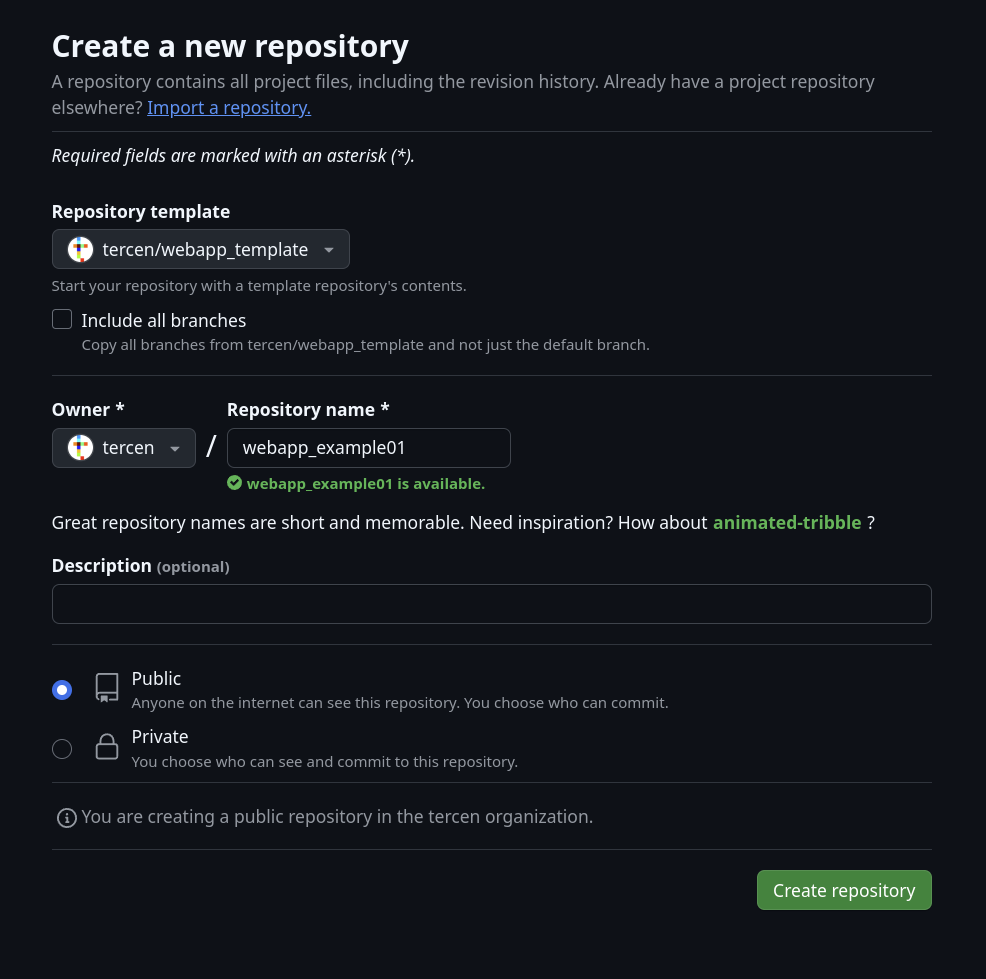 Create a new repository
A repository contains all project files, including the revision history. Already have a project repository
elsewhere? Import a repository.
Required fields are marked with an asterisk (*).
Repository template
tercen/webapp_template
Start your repository with a template repository's contents.
Include all branches
Copy all branches from tercen/webapp_template and not just the default branch.
Owner * Repository name *
tercen / webapp_example01
webapp_example01 is available.
Great repository names are short and memorable. Need inspiration? How about animated-tribble ?
Description (optional)
Public
Anyone on the internet can see this repository. You choose who can commit.
Private
You choose who can see and commit to this repository.
You are creating a public repository in the tercen organization.
Create repository